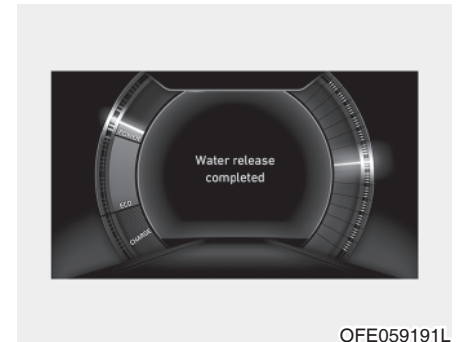 POWER
Water release
completed
ECO
CHARGE
OFE059191L